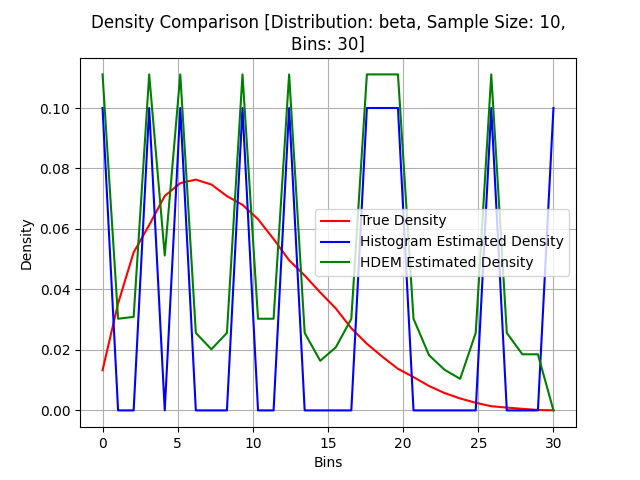 Density Comparison [Distribution: beta, Sample Size: 10,
Bins: 30]
Density
0.10
0.08
0.06
0.04
0.02
0.00
True Density
Histogram Estimated Density
HDEM Estimated Density
0 5 10 15 20 25 30
Bins